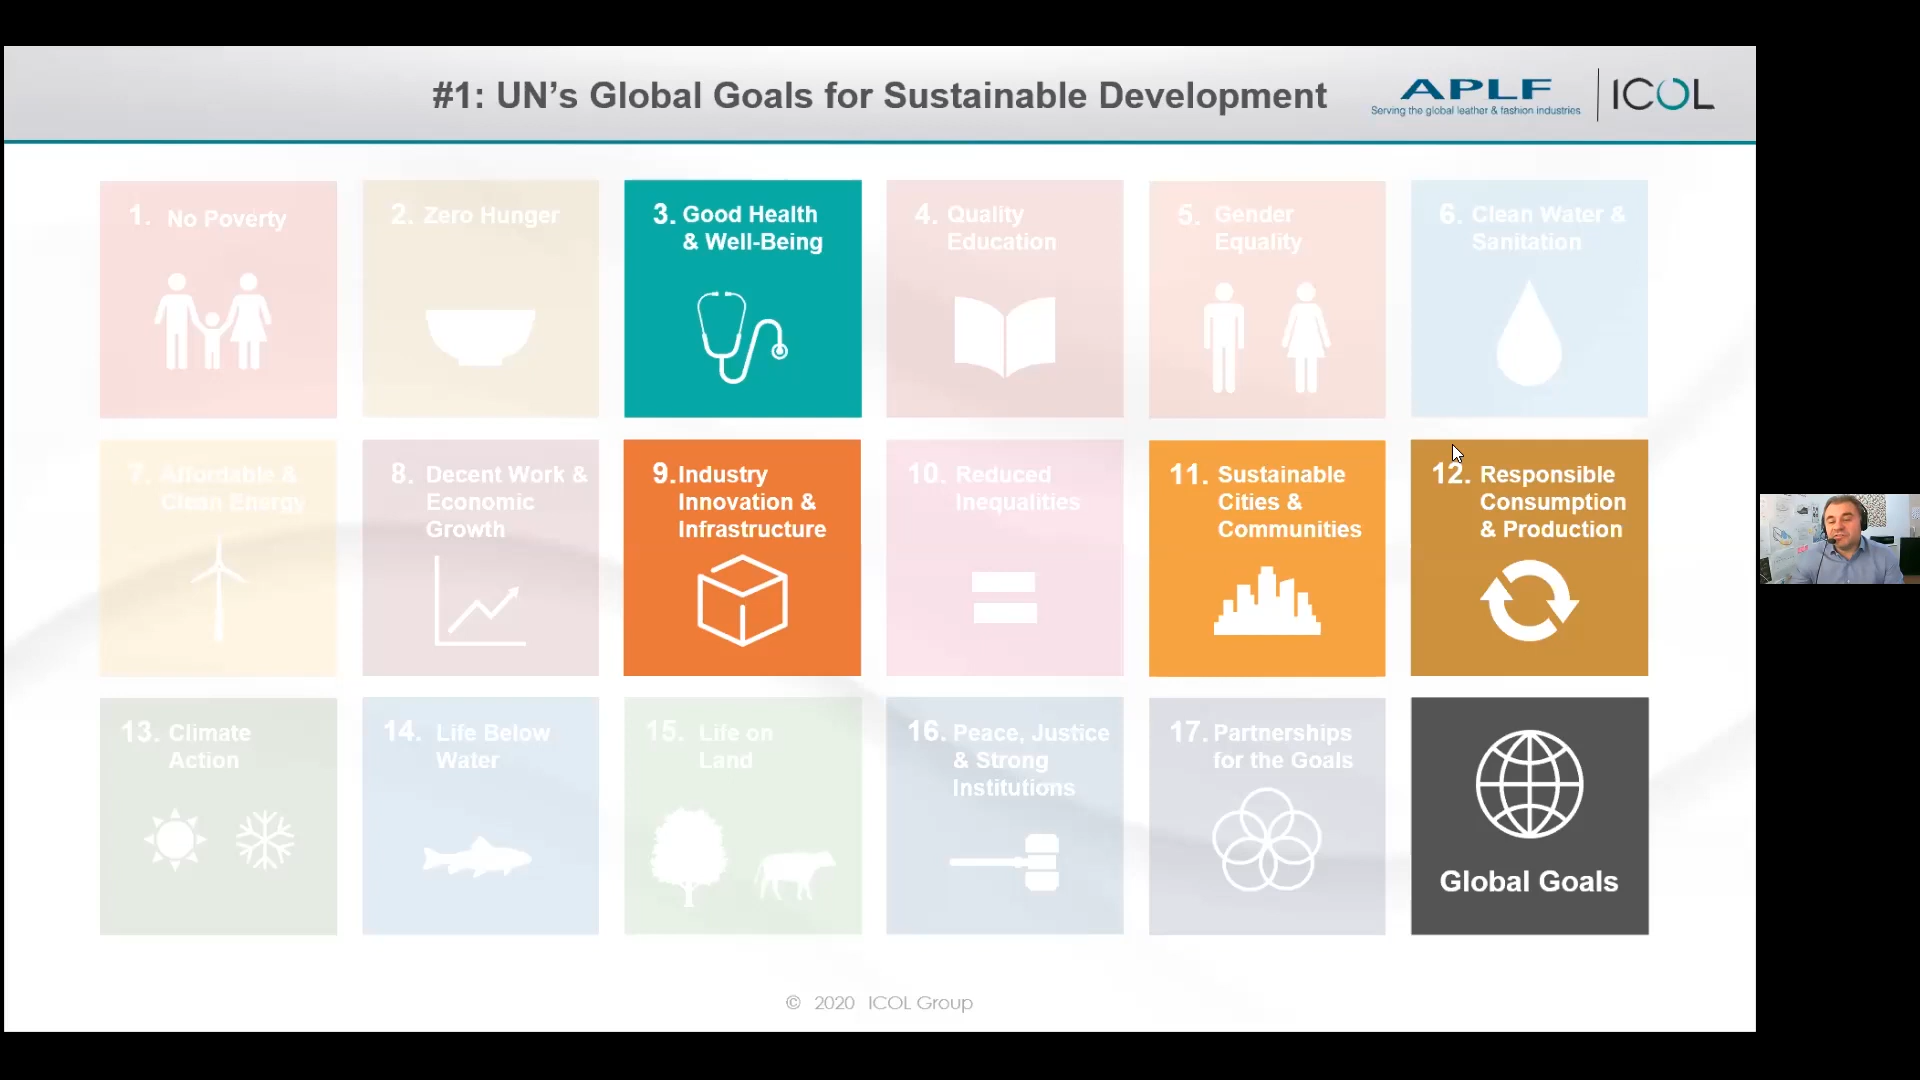 #1: UN’s Global Goals for Sustainable Development
APLF
Serving the global leather & fashion industries
ICOL
1. No Poverty
2. Zero Hunger
3. Good Health
& Well-Being
4. Quality
Education
5. Gender
Equality
6. Clean Water &
Sanitation
7. Affordable &
Clean Energy
8. Decent Work &
Economic
Growth
9. Industry
Innovation &
Infrastructure
10. Reduced
Inequalities
11. Sustainable
Cities &
Communities
12. Responsible
Consumption
& Production
13. Climate
Action
14. Life Below
Water
15. Life on
Land
16. Peace, Justice
& Strong
Institutions
17. Partnerships
for the Goals
Global Goals
© 2020 ICOL Group